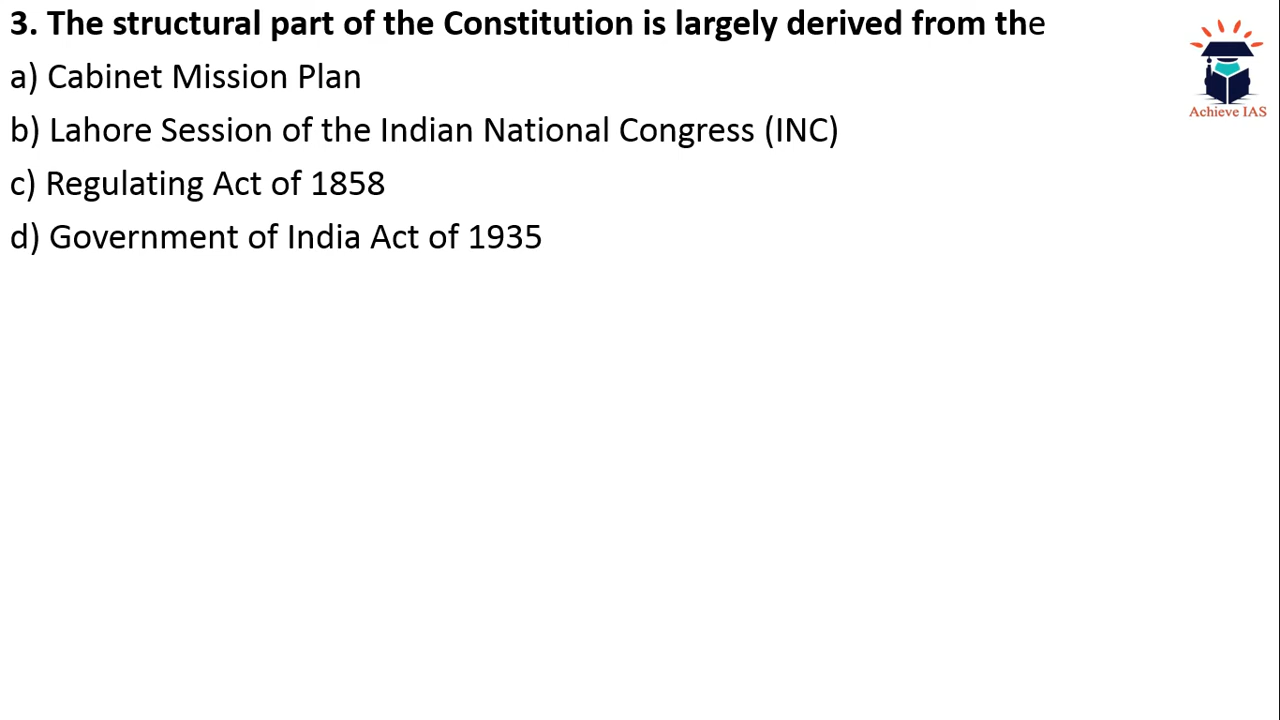 3. The structural part of the Constitution is largely derived from the
a) Cabinet Mission Plan
b) Lahore Session of the Indian National Congress (INC)
c) Regulating Act of 1858
d) Government of India Act of 1935
Achieve IAS